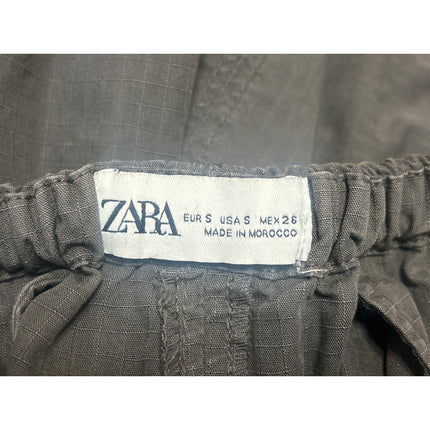 ZARA
EUR S USA S MEX 26
MADE IN MOROCCO